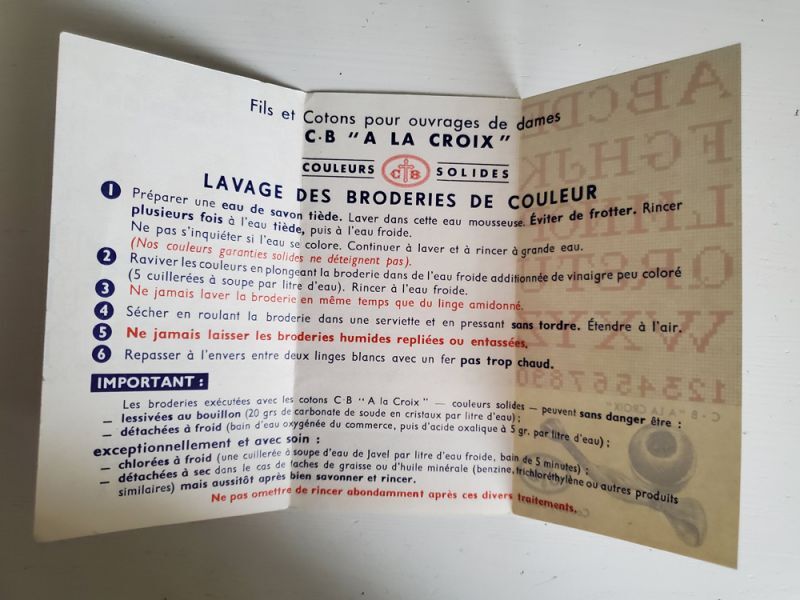 Fils et Cotons pour ouvrages de dames
C·B "A LA CROIX"
COULEURS C B SOLIDES
LAVAGE DES BRODERIES DE COULEUR
1 Préparer une eau de savon tiède. Laver dans cette eau mousseuse. Éviter de frotter. Rincer
plusieurs fois à l'eau tiède, puis à l'eau froide.
Ne pas s'inquiéter si l'eau se colore. Continuer à laver et à rincer à grande eau.
(Nos couleurs garanties solides ne déteignent pas).
2 Raviver les couleurs en plongeant la broderie dans de l'eau froide additionnée de vinaigre peu coloré
(5 cuillerées à soupe par litre d'eau). Rincer à l'eau froide.
3 Ne jamais laver la broderie en même temps que du linge amidonné.
4 Sécher en roulant la broderie dans une serviette et en pressant sans tordre. Étendre à l'air.
5 Ne jamais laisser les broderies humides repliées ou entassées.
6 Repasser à l'envers entre deux linges blancs avec un fer pas trop chaud.
IMPORTANT :
Les broderies exécutées avec les cotons C·B "A la Croix" — couleurs solides — peuvent sans danger être :
— lessivées au bouillon (20 grs de carbonate de soude en cristaux par litre d'eau) ;
— détachées à froid (bain d'eau oxygénée du commerce, puis d'acide oxalique à 5 gr. par litre d'eau) ;
exceptionnellement et avec soin :
— chlorées à froid (une cuillerée à soupe d'eau de Javel par litre d'eau froide, bain de 5 minutes) ;
— détachées à sec dans le cas de taches de graisse ou d'huile minérale (benzine, trichloréthylène ou autres produits
similaires) mais aussitôt après bien savonner et rincer.
Ne pas omettre de rincer abondamment après ces divers traitements.
ABCDE
FGHJK
LMNO
QRSTU
VWXYZ
1234567890
C·B "A LA CROIX"